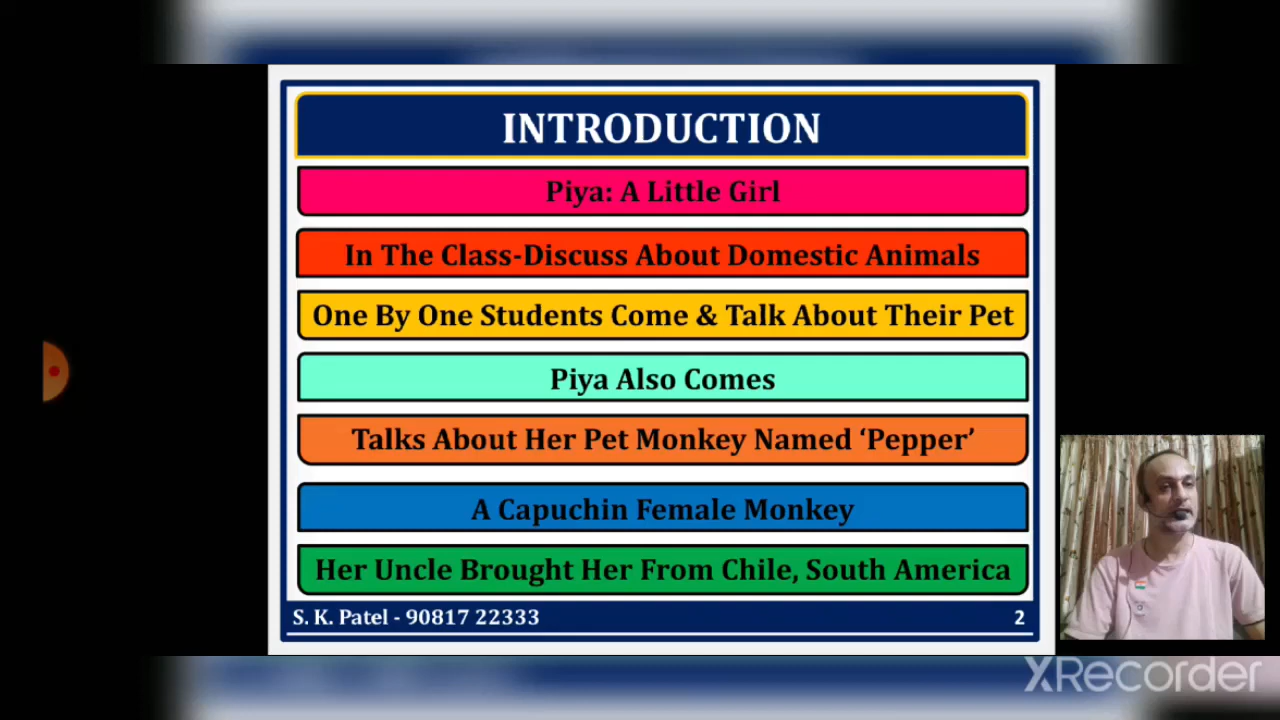 INTRODUCTION
Piya: A Little Girl
In The Class-Discuss About Domestic Animals
One By One Students Come & Talk About Their Pet
Piya Also Comes
Talks About Her Pet Monkey Named ‘Pepper’
A Capuchin Female Monkey
Her Uncle Brought Her From Chile, South America
S. K. Patel - 90817 22333 2
XRecorder